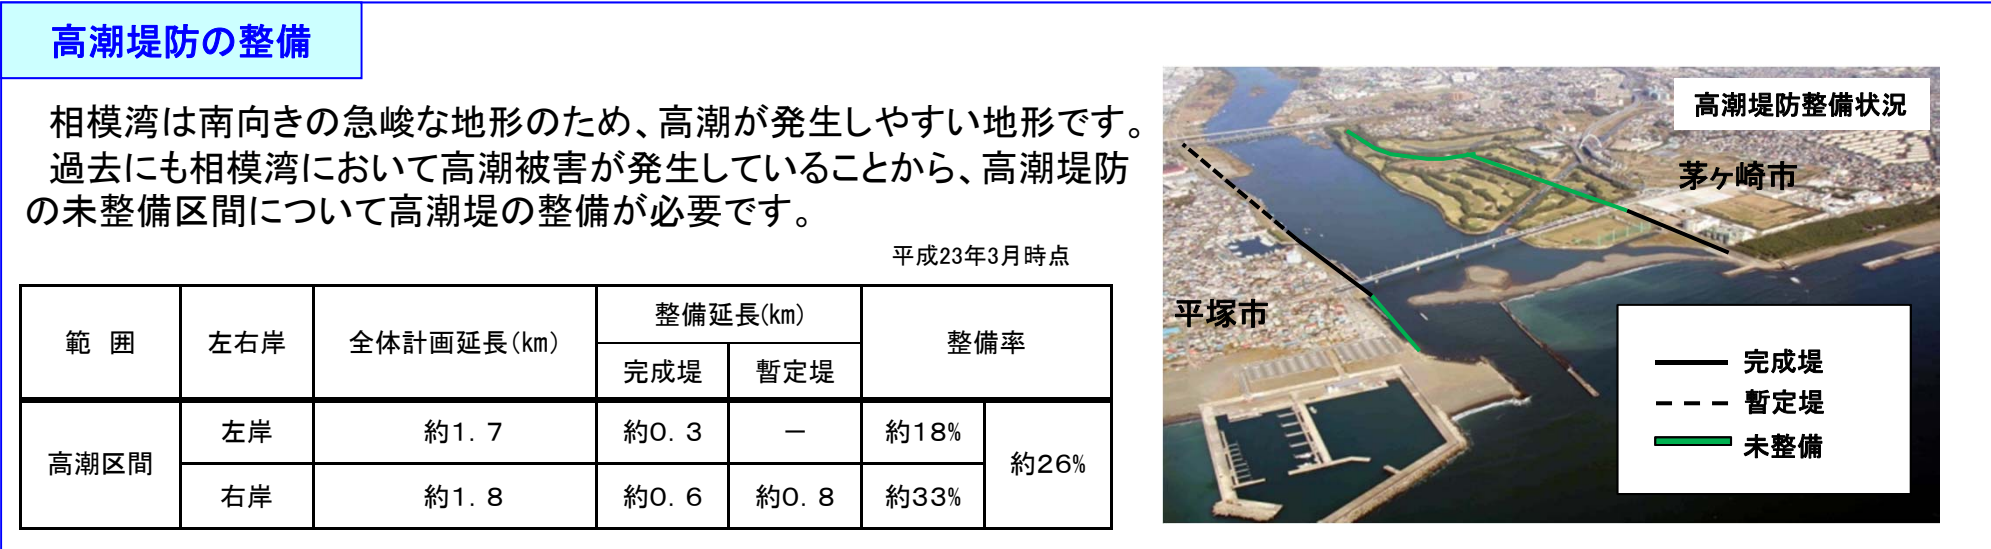 高潮堤防の整備
相模湾は南向きの急峻な地形のため、高潮が発生しやすい地形です。
過去にも相模湾において高潮被害が発生していることから、高潮堤防
の未整備区間について高潮堤の整備が必要です。
平成23年3月時点
範 囲 左右岸 全体計画延長(km) 整備延長(km) 整備率
完成堤 暫定堤
高潮区間 左岸 約1.7 約0.3 － 約18% 約26%
右岸 約1.8 約0.6 約0.8 約33%
高潮堤防整備状況
茅ヶ崎市
平塚市
完成堤
暫定堤
未整備